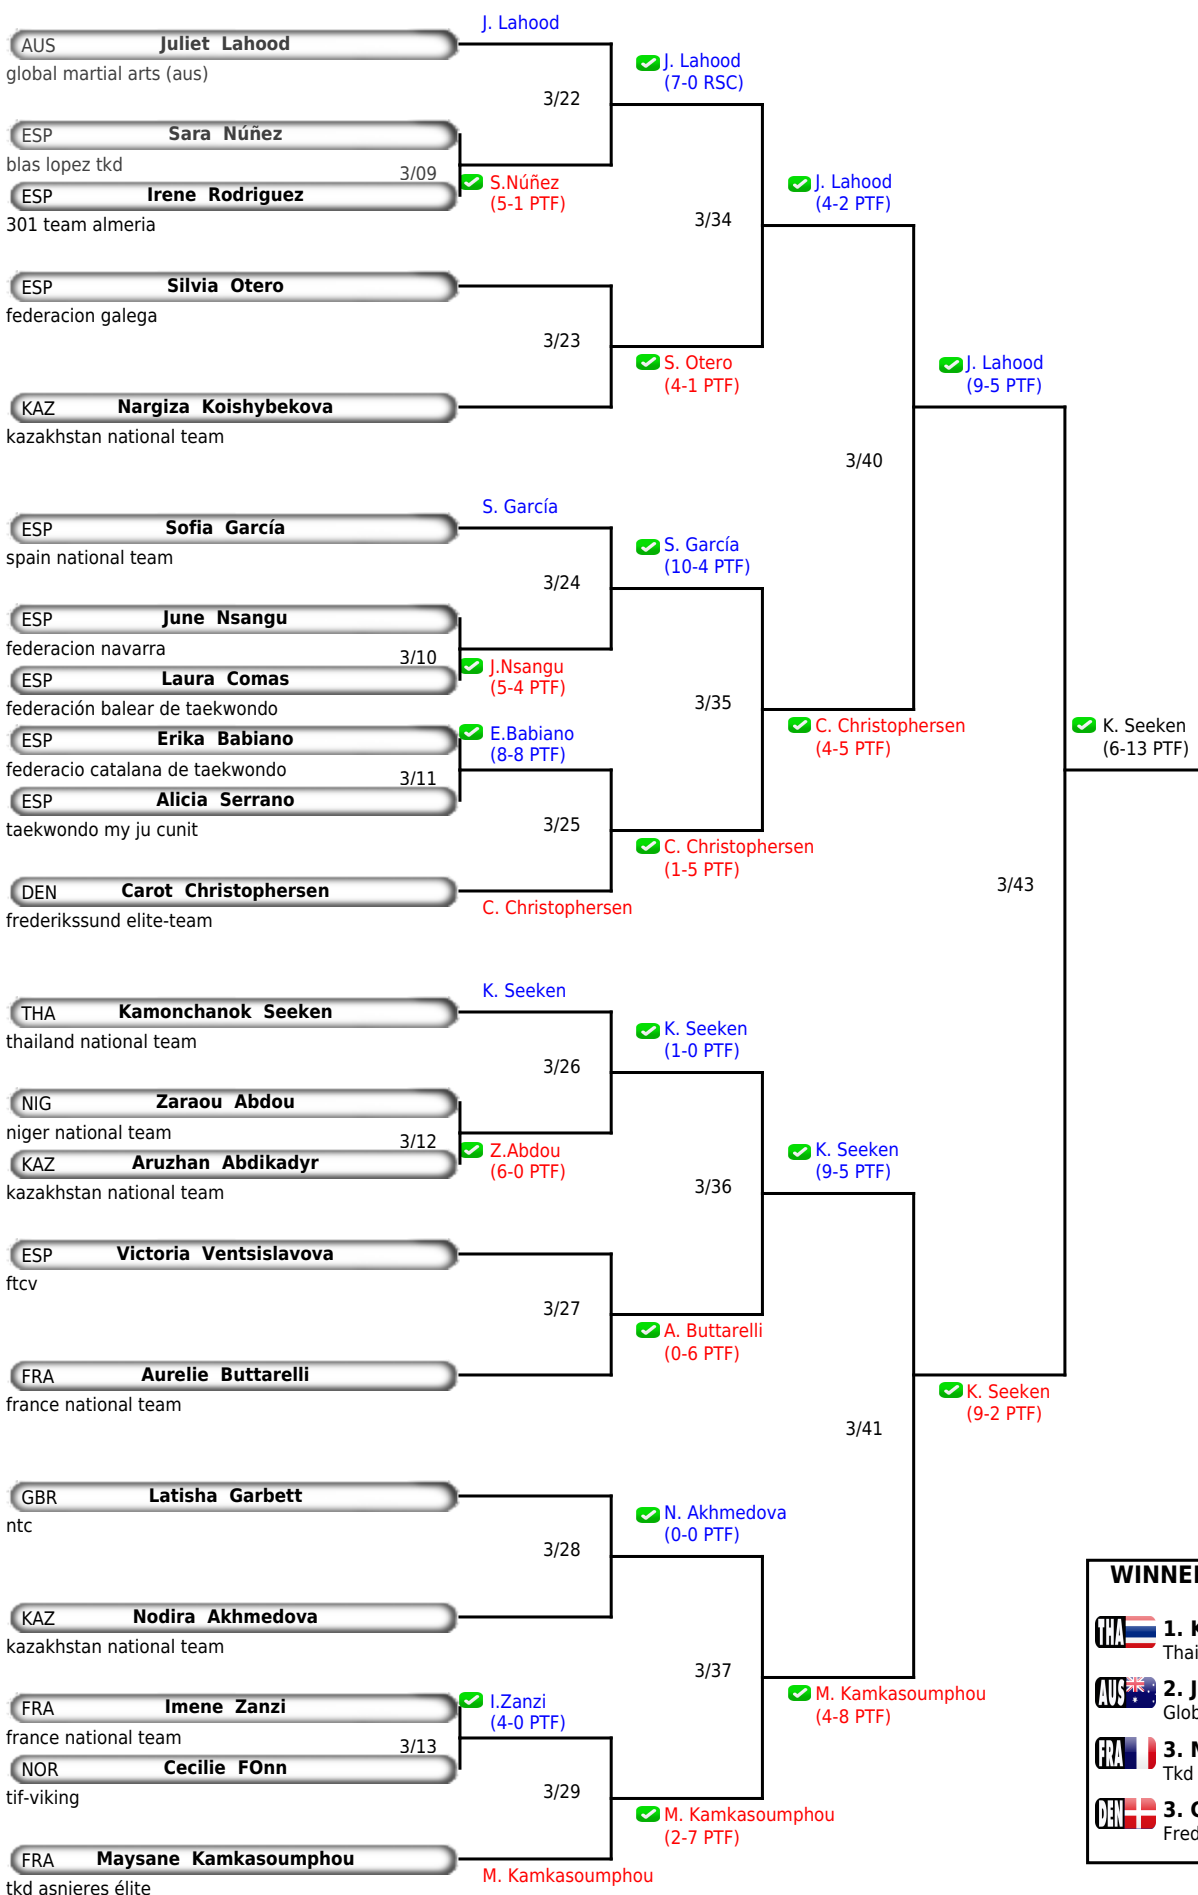 J. Lahood
AUS Juliet Lahood
global martial arts (aus)
J. Lahood
(7-0 RSC)
3/22
ESP Sara Núñez
blas lopez tkd
3/09
S.Núñez
(5-1 PTF)
ESP Irene Rodriguez
301 team almeria
J. Lahood
(4-2 PTF)
3/34
ESP Silvia Otero
federacion galega
3/23
S. Otero
(4-1 PTF)
J. Lahood
(9-5 PTF)
KAZ Nargiza Koishybekova
kazakhstan national team
3/40
S. García
ESP Sofia García
spain national team
S. García
(10-4 PTF)
3/24
ESP June Nsangu
federacion navarra
3/10
J.Nsangu
(5-4 PTF)
ESP Laura Comas
federación balear de taekwondo
3/35
C. Christophersen
(4-5 PTF)
K. Seeken
(6-13 PTF)
E.Babiano
(8-8 PTF)
ESP Erika Babiano
federacio catalana de taekwondo
3/11
ESP Alicia Serrano
taekwondo my ju cunit
3/25
C. Christophersen
(1-5 PTF)
DEN Carot Christophersen
frederikssund elite-team
C. Christophersen
3/43
K. Seeken
THA Kamonchanok Seeken
thailand national team
K. Seeken
(1-0 PTF)
3/26
NIG Zaraou Abdou
niger national team
3/12
Z.Abdou
(6-0 PTF)
KAZ Aruzhan Abdikadyr
kazakhstan national team
K. Seeken
(9-5 PTF)
3/36
ESP Victoria Ventsislavova
ftcv
3/27
A. Buttarelli
(0-6 PTF)
FRA Aurelie Buttarelli
france national team
K. Seeken
(9-2 PTF)
3/41
GBR Latisha Garbett
ntc
N. Akhmedova
(0-0 PTF)
3/28
KAZ Nodira Akhmedova
kazakhstan national team
3/37
M. Kamkasoumphou
(4-8 PTF)
I.Zanzi
(4-0 PTF)
FRA Imene Zanzi
france national team
3/13
NOR Cecilie FOnn
tif-viking
3/29
M. Kamkasoumphou
(2-7 PTF)
FRA Maysane Kamkasoumphou
tkd asnieres élite
M. Kamkasoumphou
WINNE
THA 1. K
Thai
AUS 2. J
Glob
FRA 3. N
Tkd
DEN 3. C
Fred